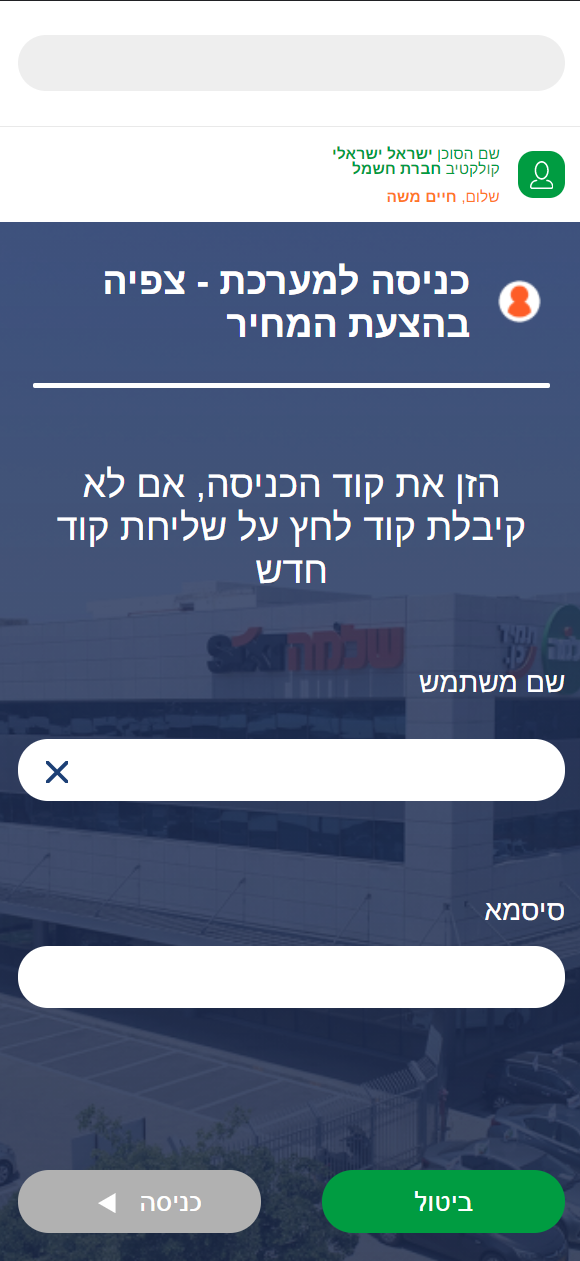 שם הסוכן ישראל ישראלי
קולקטיב חברת חשמל
שלום, חיים משה
כניסה למערכת - צפיה
בהצעת המחיר
הזן את קוד הכניסה, אם לא
קיבלת קוד לחץ על שליחת קוד
חדש
שלמה SIXT
תמיד
שם משתמש
סיסמא
ביטול
כניסה